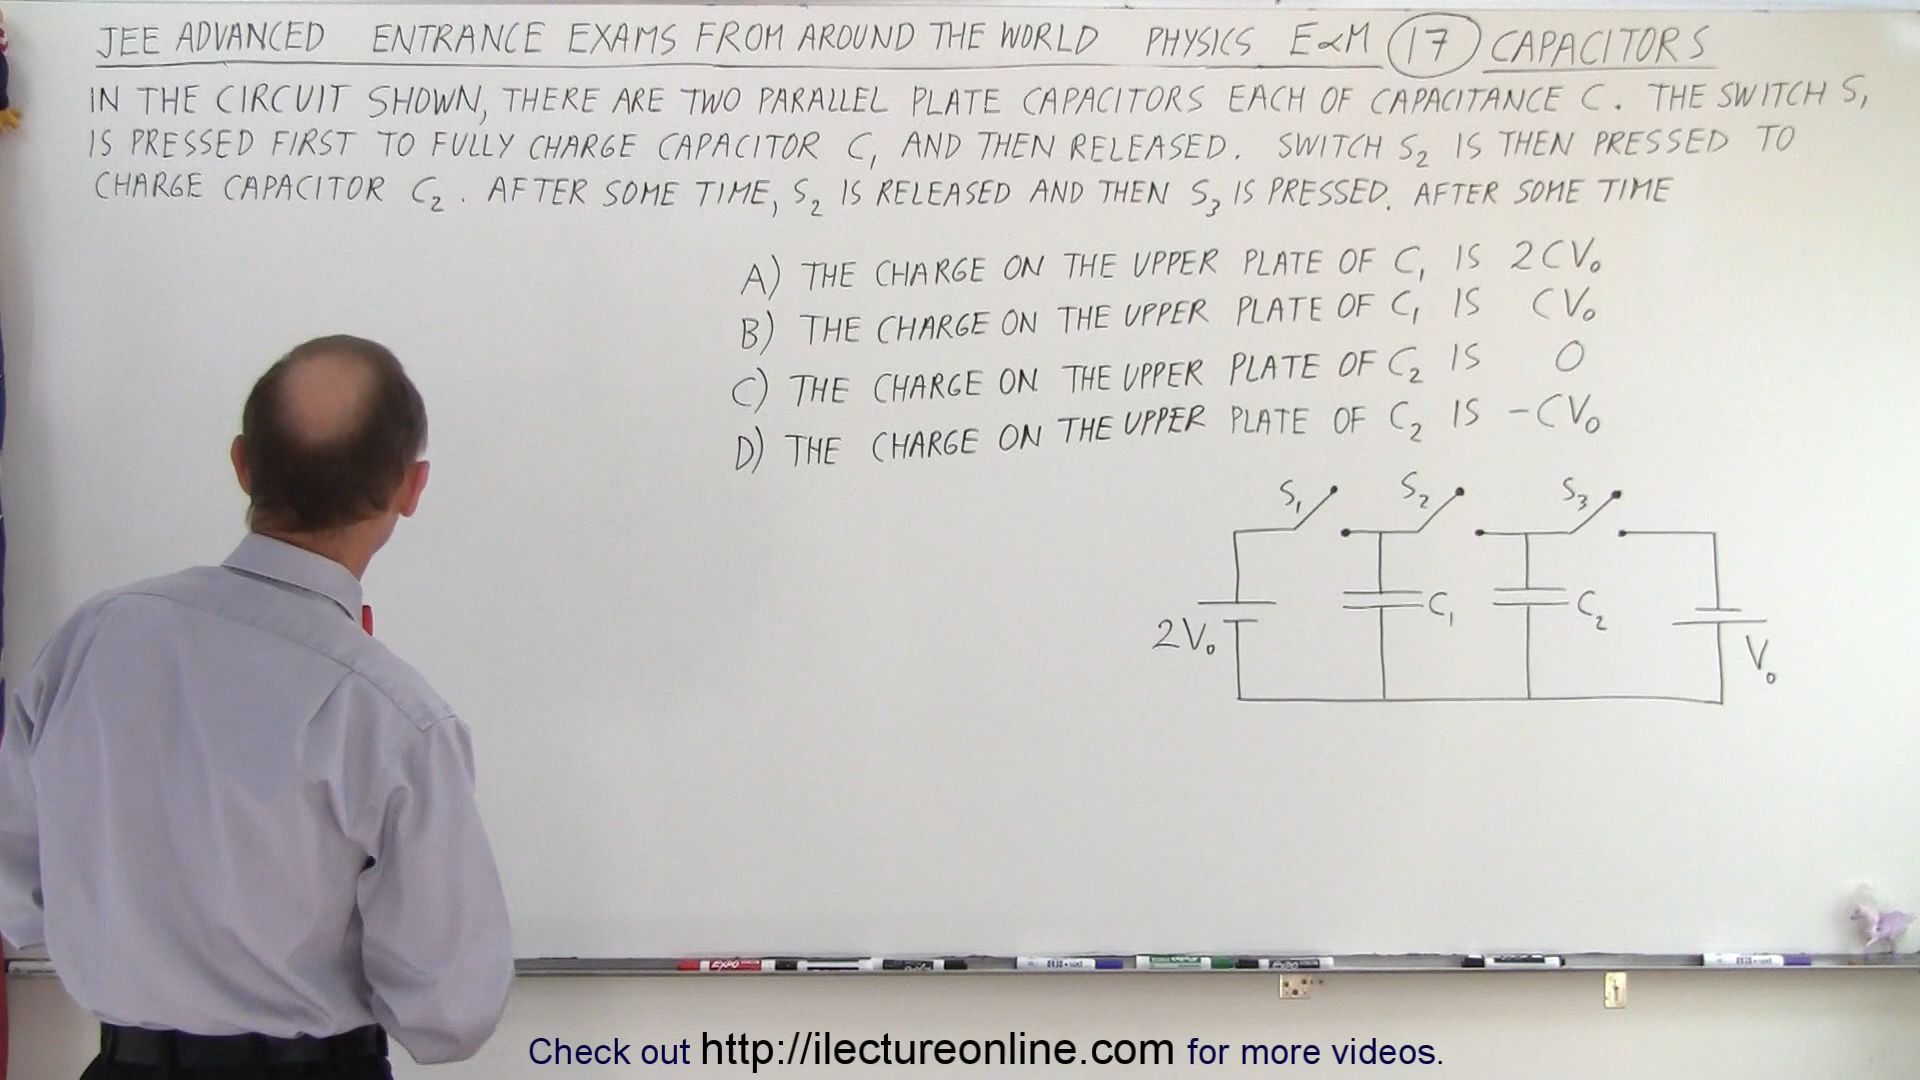 JEE ADVANCED ENTRANCE EXAMS FROM AROUND THE WORLD PHYSICS E&M 17 CAPACITORS
IN THE CIRCUIT SHOWN, THERE ARE TWO PARALLEL PLATE CAPACITORS EACH OF CAPACITANCE C. THE SWITCH S₁
IS PRESSED FIRST TO FULLY CHARGE CAPACITOR C₁ AND THEN RELEASED. SWITCH S₂ IS THEN PRESSED TO
CHARGE CAPACITOR C₂. AFTER SOME TIME, S₂ IS RELEASED AND THEN S₃ IS PRESSED. AFTER SOME TIME
A) THE CHARGE ON THE UPPER PLATE OF C₁ IS 2CV₀
B) THE CHARGE ON THE UPPER PLATE OF C₁ IS CV₀
C) THE CHARGE ON THE UPPER PLATE OF C₂ IS 0
D) THE CHARGE ON THE UPPER PLATE OF C₂ IS -CV₀
S₁ S₂ S₃
2V₀ C₁ C₂ V₀
EXPO
Check out http://ilectureonline.com for more videos.